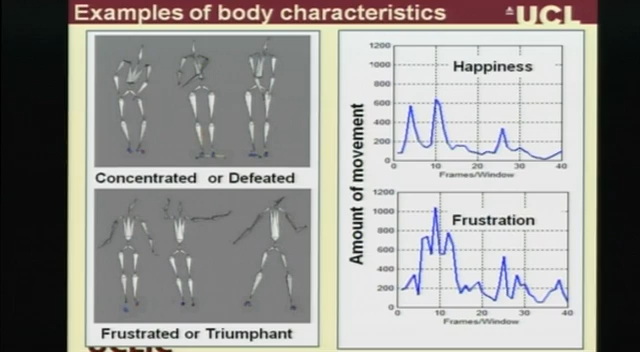 Examples of body characteristics
UCL
Concentrated or Defeated
Frustrated or Triumphant
Amount of movement
1200
1000
800
600
400
200
0
Happiness
0 10 20 30 40
Frames/Window
1200
1000
800
600
400
200
0
Frustration
0 10 20 30 40
Frames/Window